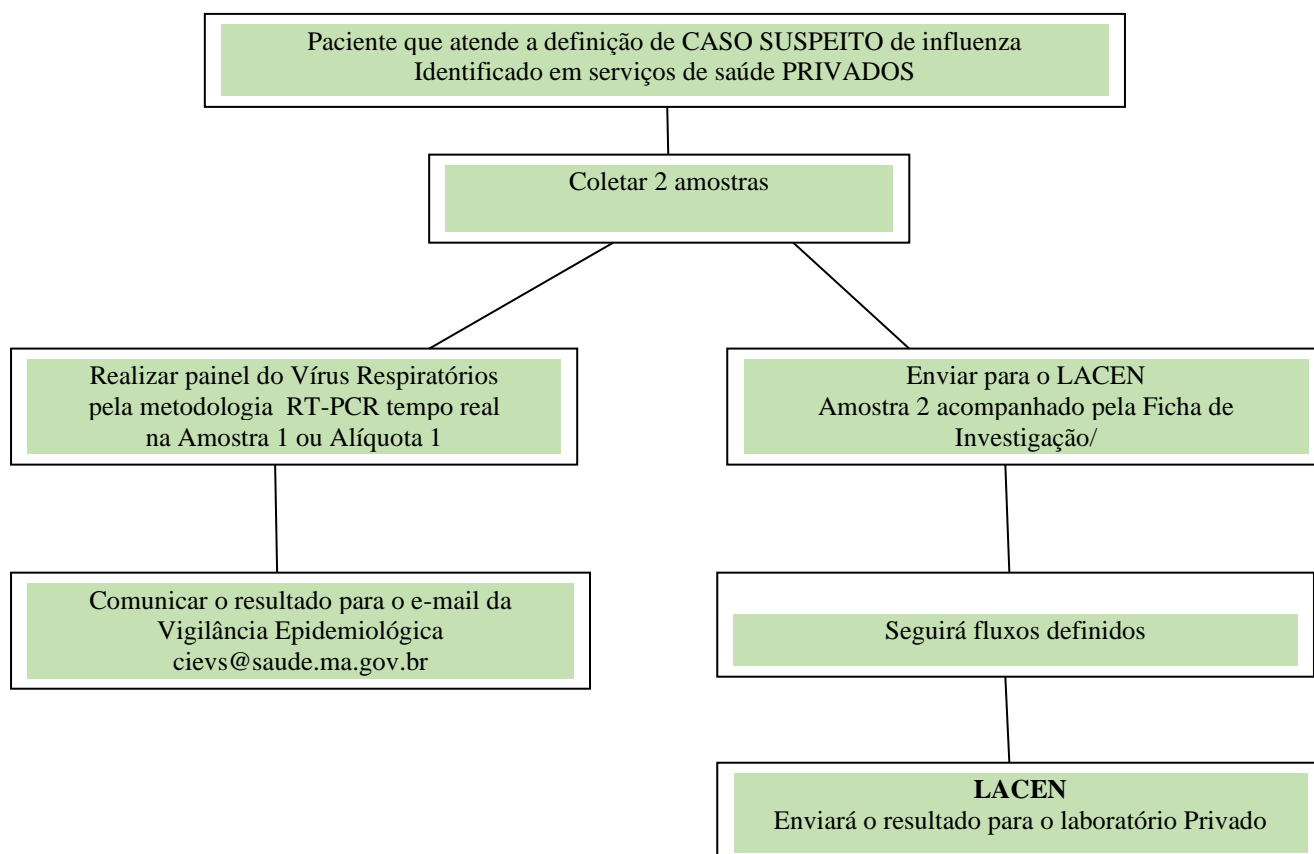 Paciente que atende a definição de CASO SUSPEITO de influenza
Identificado em serviços de saúde PRIVADOS
Coletar 2 amostras
Realizar painel do Vírus Respiratórios
pela metodologia RT-PCR tempo real
na Amostra 1 ou Alíquota 1
Enviar para o LACEN
Amostra 2 acompanhado pela Ficha de
Investigação/
Comunicar o resultado para o e-mail da
Vigilância Epidemiológica
cievs@saude.ma.gov.br
Seguirá fluxos definidos
LACEN
Enviará o resultado para o laboratório Privado